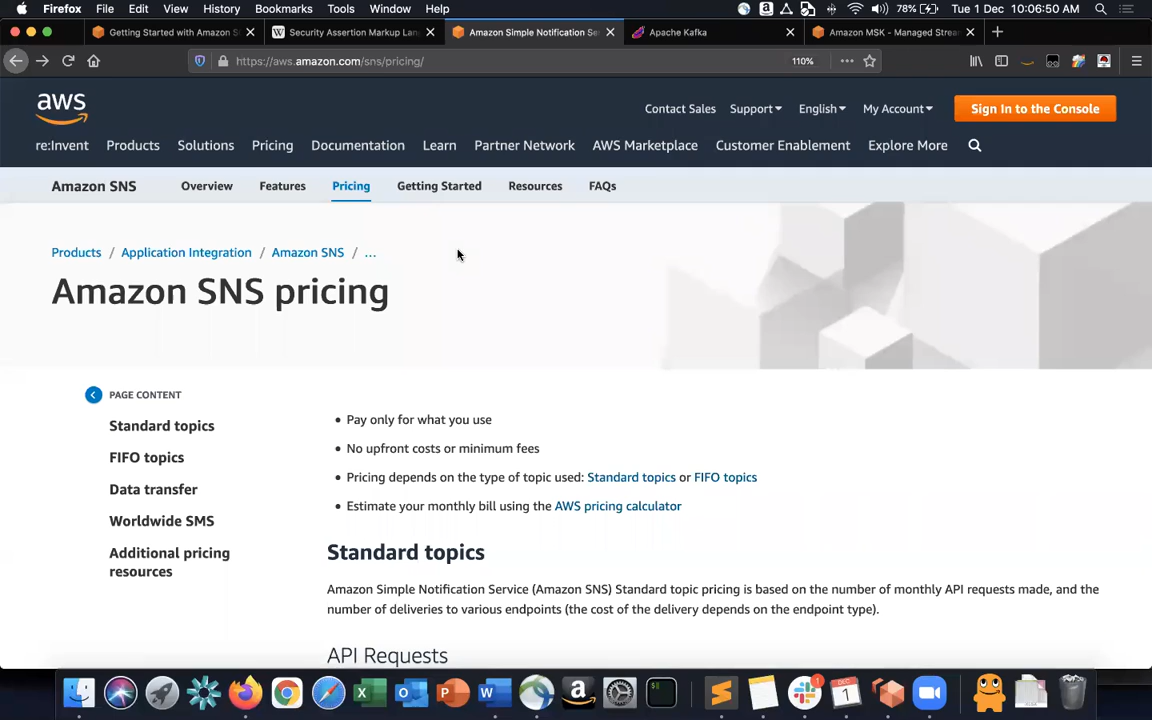 Firefox File Edit View History Bookmarks Tools Window Help 78% Tue 1 Dec 10:06:50 AM
Getting Started with Amazon S Security Assertion Markup Lan Amazon Simple Notification Se Apache Kafka Amazon MSK - Managed Strea
https://aws.amazon.com/sns/pricing/ 110%
aws
Contact Sales Support English My Account Sign In to the Console
re:Invent Products Solutions Pricing Documentation Learn Partner Network AWS Marketplace Customer Enablement Explore More
Amazon SNS Overview Features Pricing Getting Started Resources FAQs
Products / Application Integration / Amazon SNS / ...
Amazon SNS pricing
PAGE CONTENT
Standard topics
FIFO topics
Data transfer
Worldwide SMS
Additional pricing
resources
• Pay only for what you use
• No upfront costs or minimum fees
• Pricing depends on the type of topic used: Standard topics or FIFO topics
• Estimate your monthly bill using the AWS pricing calculator
Standard topics
Amazon Simple Notification Service (Amazon SNS) Standard topic pricing is based on the number of monthly API requests made, and the
number of deliveries to various endpoints (the cost of the delivery depends on the endpoint type).
API Requests